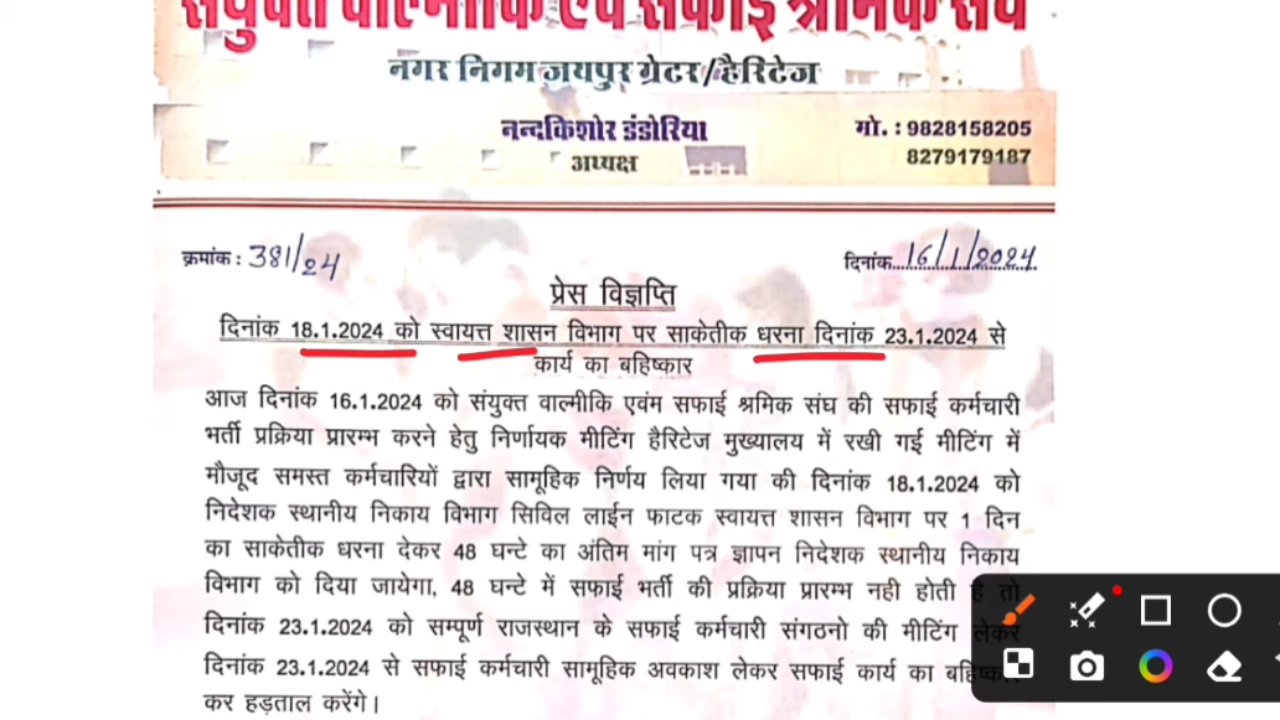 संयुक्त वाल्मीकि एवं सफाई श्रमिक संघ
नगर निगम जयपुर ग्रेटर/हैरिटेज
नन्दकिशोर डंडोरिया
मो. : 9828158205
अध्यक्ष
8279179187
क्रमांक : 381/24
दिनांक 16/1/2024
प्रेस विज्ञप्ति
दिनांक 18.1.2024 को स्वायत्त शासन विभाग पर साकेतीक धरना दिनांक 23.1.2024 से
कार्य का बहिष्कार
आज दिनांक 16.1.2024 को संयुक्त वाल्मीकि एवंम सफाई श्रमिक संघ की सफाई कर्मचारी
भर्ती प्रक्रिया प्रारम्भ करने हेतु निर्णायक मीटिंग हैरिटेज मुख्यालय में रखी गई मीटिंग में
मौजूद समस्त कर्मचारियों द्वारा सामूहिक निर्णय लिया गया की दिनांक 18.1.2024 को
निदेशक स्थानीय निकाय विभाग सिविल लाईन फाटक स्वायत्त शासन विभाग पर 1 दिन
का साकेतीक धरना देकर 48 घन्टे का अंतिम मांग पत्र ज्ञापन निदेशक स्थानीय निकाय
विभाग को दिया जायेगा, 48 घन्टे में सफाई भर्ती की प्रक्रिया प्रारम्भ नही होती है तो
दिनांक 23.1.2024 को सम्पूर्ण राजस्थान के सफाई कर्मचारी संगठनो की मीटिंग लेकर
दिनांक 23.1.2024 से सफाई कर्मचारी सामूहिक अवकाश लेकर सफाई कार्य का बहिष्कार
कर हड़ताल करेंगे।